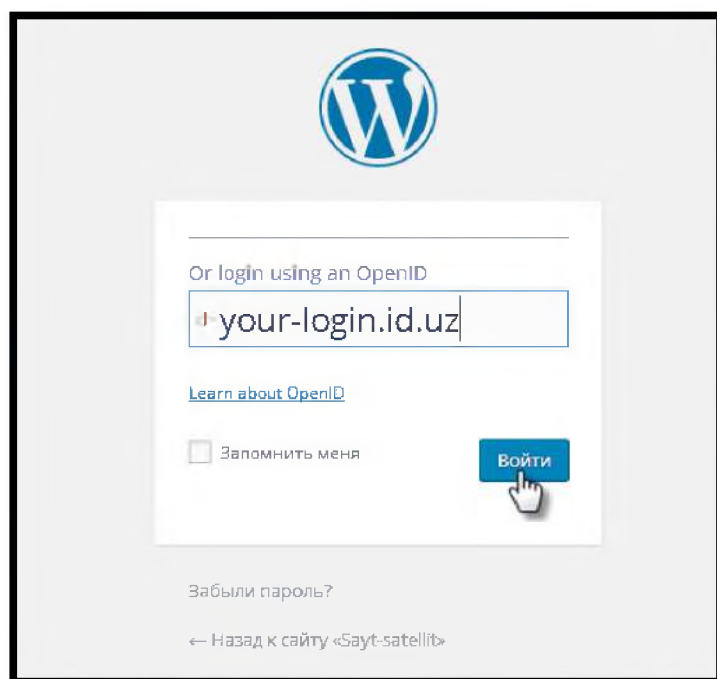 Or login using an OpenID
your-login.id.uz
Learn about OpenID
Запомнить меня
Войти
Забыли пароль?
← Назад к сайту «Sayt-satellit»